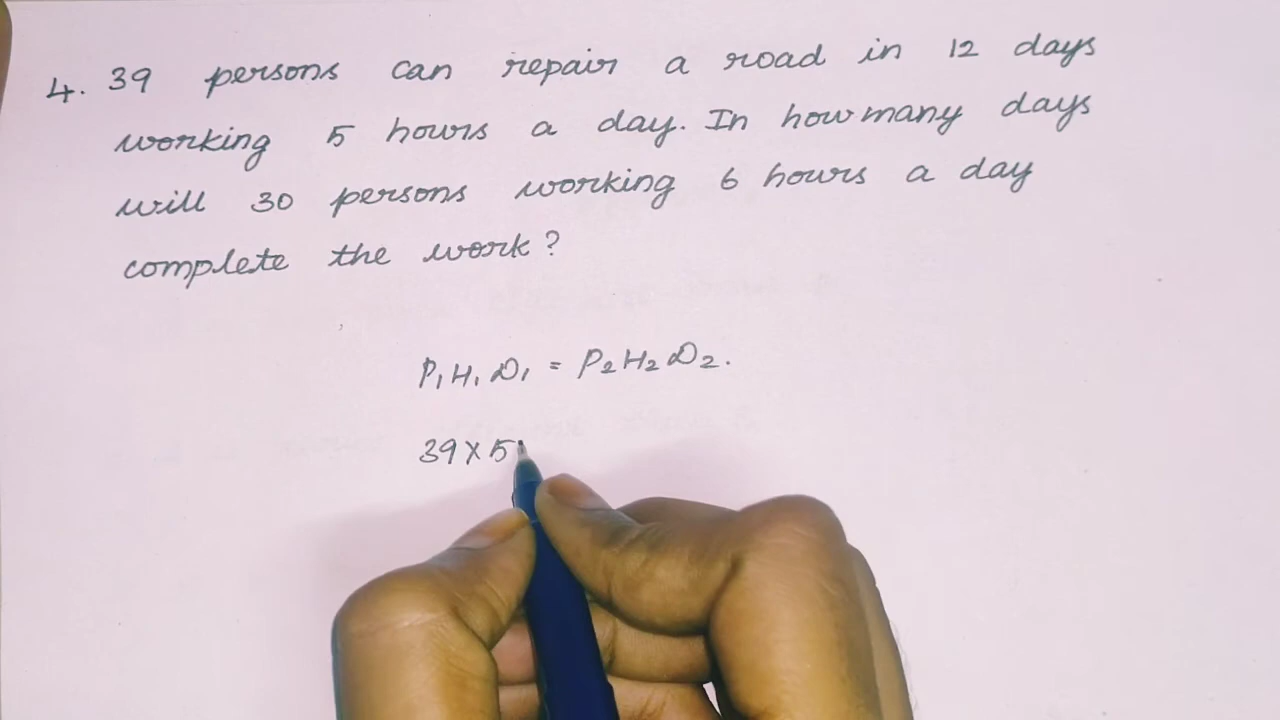 4. 39 persons can repair a road in 12 days
working 5 hours a day. In how many days
will 30 persons working 6 hours a day
complete the work?
P₁H₁D₁ = P₂H₂D₂.
39×5